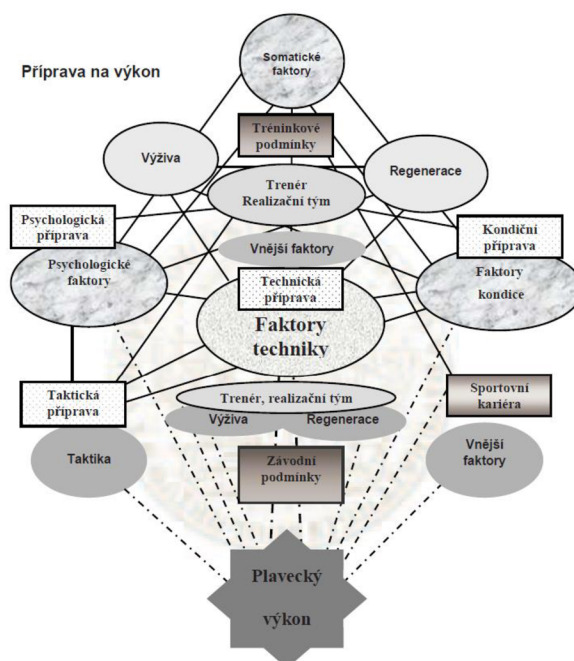 Somatické
faktory
Příprava na výkon
Tréninkové
podmínky
Výživa
Regenerace
Trenér
Realizační tým
Psychologická
příprava
Kondiční
příprava
Vnější faktory
Psychologické
faktory
Technická
příprava
Faktory
kondice
Faktory
techniky
Taktická
příprava
Trenér, realizační tým
Sportovní
kariéra
Výživa
Regenerace
Taktika
Vnější
faktory
Závodní
podmínky
Plavecký
výkon